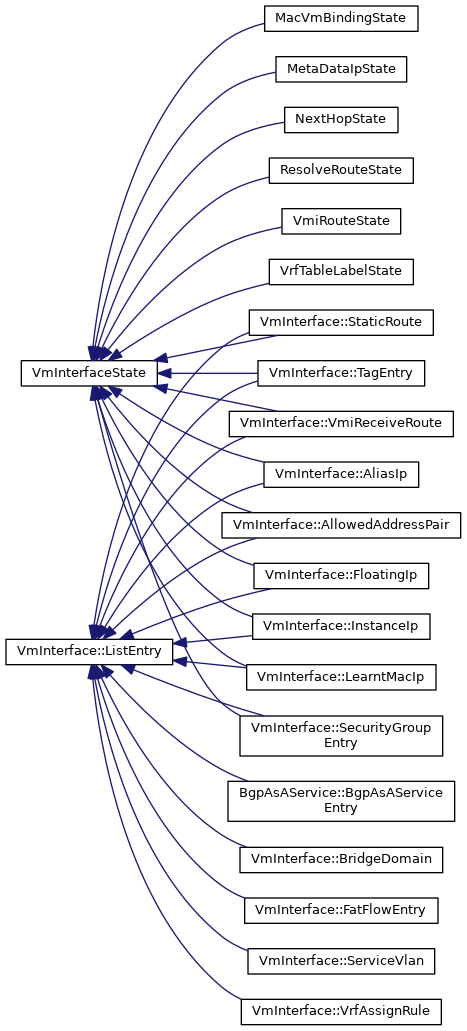 MacVmBindingState
MetaDataIpState
NextHopState
ResolveRouteState
VmiRouteState
VrfTableLabelState
VmInterface::StaticRoute
VmInterfaceState
VmInterface::TagEntry
VmInterface::VmiReceiveRoute
VmInterface::AliasIp
VmInterface::AllowedAddressPair
VmInterface::FloatingIp
VmInterface::InstanceIp
VmInterface::ListEntry
VmInterface::LearntMacIp
VmInterface::SecurityGroup
Entry
BgpAsAService::BgpAsAService
Entry
VmInterface::BridgeDomain
VmInterface::FatFlowEntry
VmInterface::ServiceVlan
VmInterface::VrfAssignRule